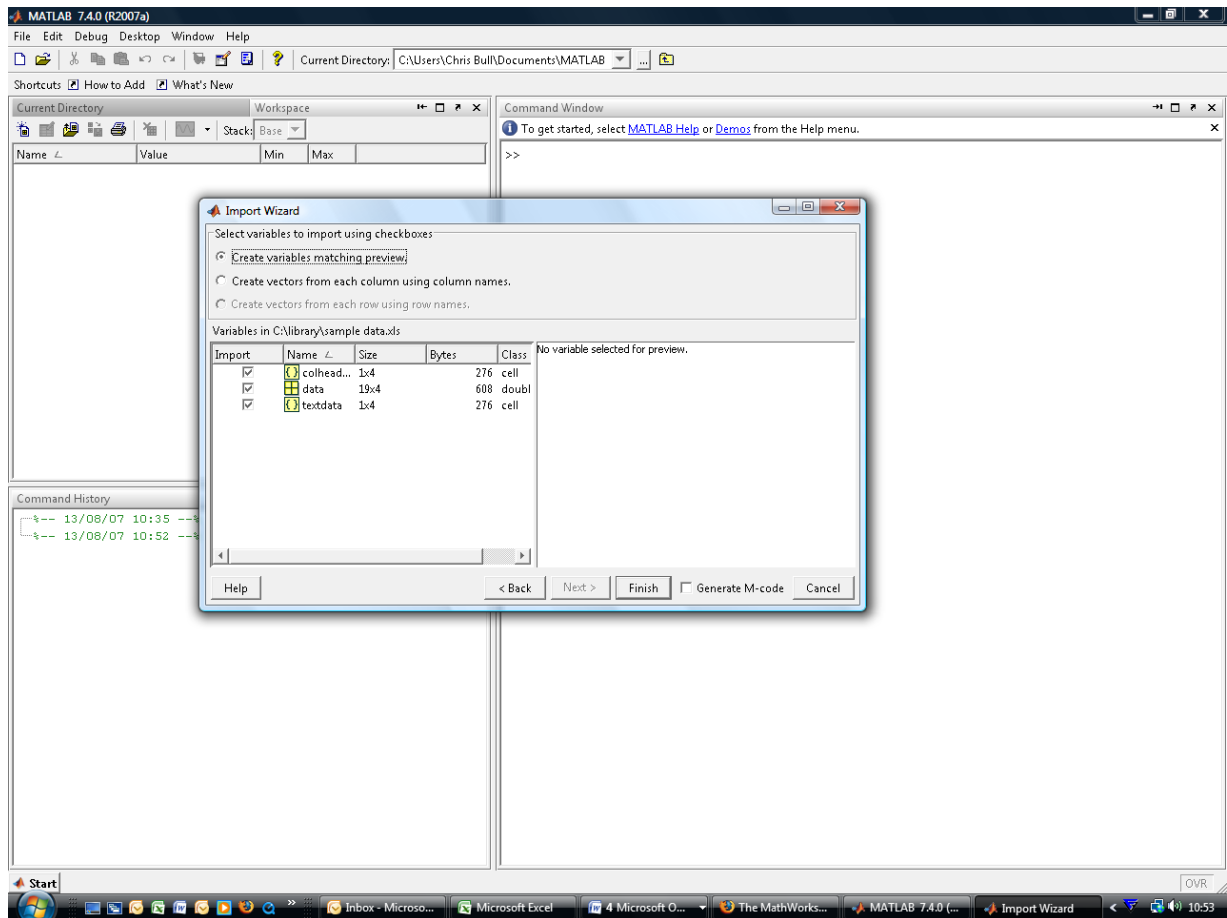 MATLAB 7.4.0 (R2007a)
File Edit Debug Desktop Window Help
Current Directory: C:\Users\Chris Bull\Documents\MATLAB ...
Shortcuts How to Add What's New
Current Directory Workspace
Stack: Base
Name Value Min Max
Command Window
To get started, select MATLAB Help or Demos from the Help menu.
>>
Import Wizard
Select variables to import using checkboxes
Create variables matching preview.
Create vectors from each column using column names.
Create vectors from each row using row names.
Variables in C:\library\sample data.xls
Import Name Size Bytes Class
colhead... 1x4 276 cell
data 19x4 608 doubl
textdata 1x4 276 cell
No variable selected for preview.
Help < Back Next > Finish Generate M-code Cancel
Command History
%-- 13/08/07 10:35 --%
%-- 13/08/07 10:52 --%
Start OVR
Inbox - Microso... Microsoft Excel 4 Microsoft O... The MathWorks... MATLAB 7.4.0 (... Import Wizard 10:53